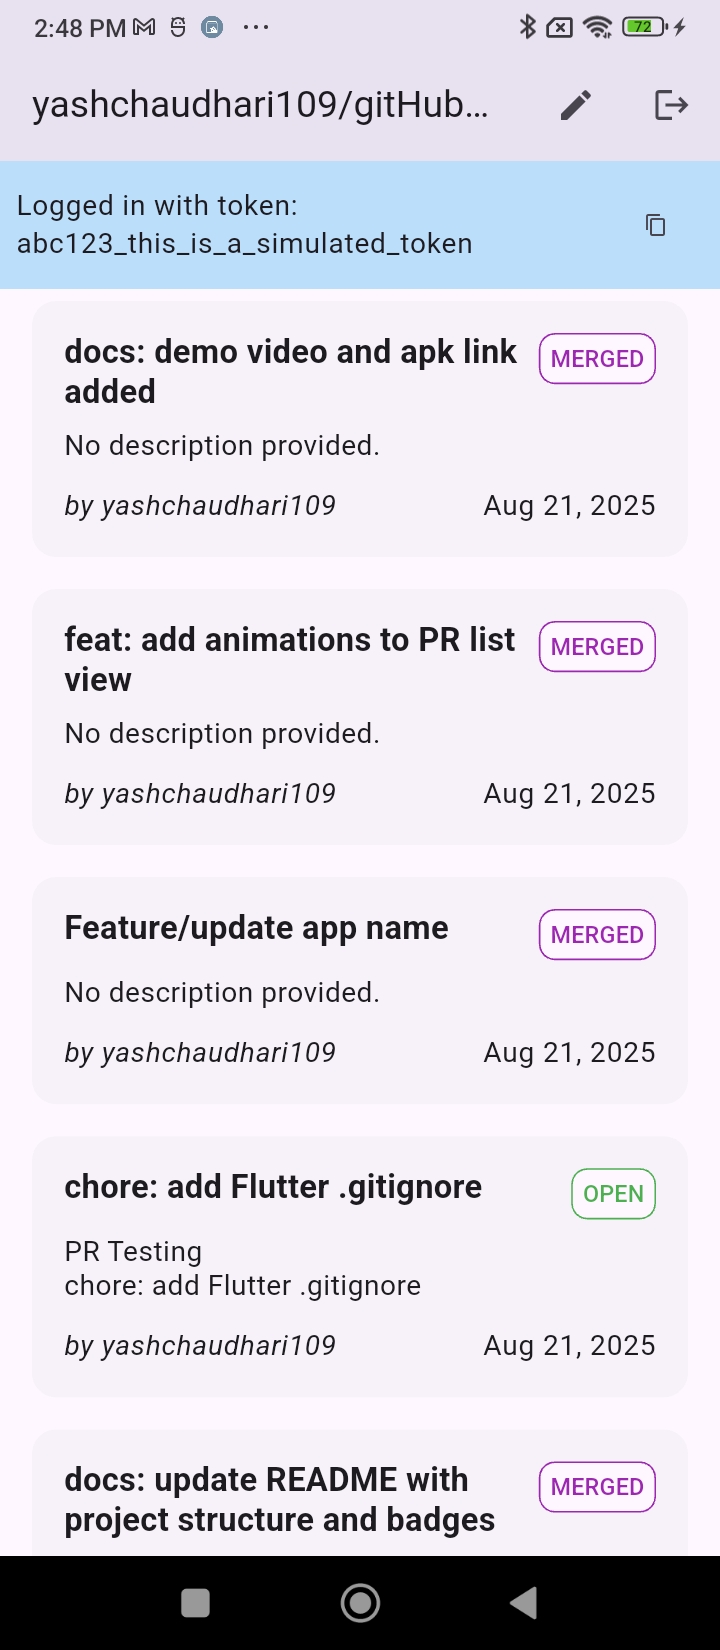 2:48 PM
72
yashchaudhari109/gitHub...
Logged in with token:
abc123_this_is_a_simulated_token
docs: demo video and apk link
added
MERGED
No description provided.
by yashchaudhari109
Aug 21, 2025
feat: add animations to PR list
view
MERGED
No description provided.
by yashchaudhari109
Aug 21, 2025
Feature/update app name
MERGED
No description provided.
by yashchaudhari109
Aug 21, 2025
chore: add Flutter .gitignore
OPEN
PR Testing
chore: add Flutter .gitignore
by yashchaudhari109
Aug 21, 2025
docs: update README with
project structure and badges
MERGED